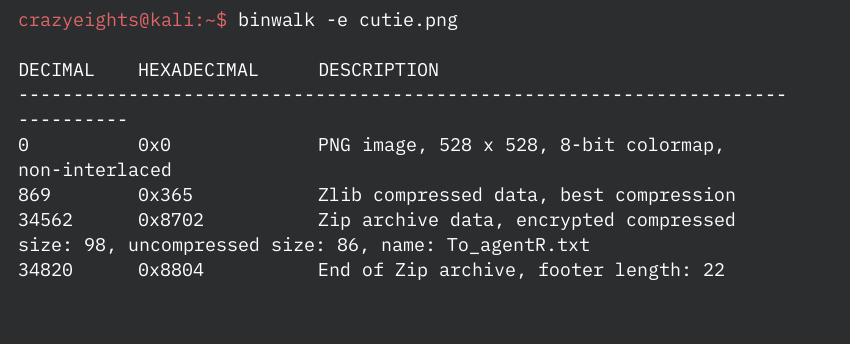 crazyeights@kali:~$ binwalk -e cutie.png
DECIMAL HEXADECIMAL DESCRIPTION
----------------------------------------------------------------------
----------
0 0x0 PNG image, 528 x 528, 8-bit colormap,
non-interlaced
869 0x365 Zlib compressed data, best compression
34562 0x8702 Zip archive data, encrypted compressed
size: 98, uncompressed size: 86, name: To_agentR.txt
34820 0x8804 End of Zip archive, footer length: 22